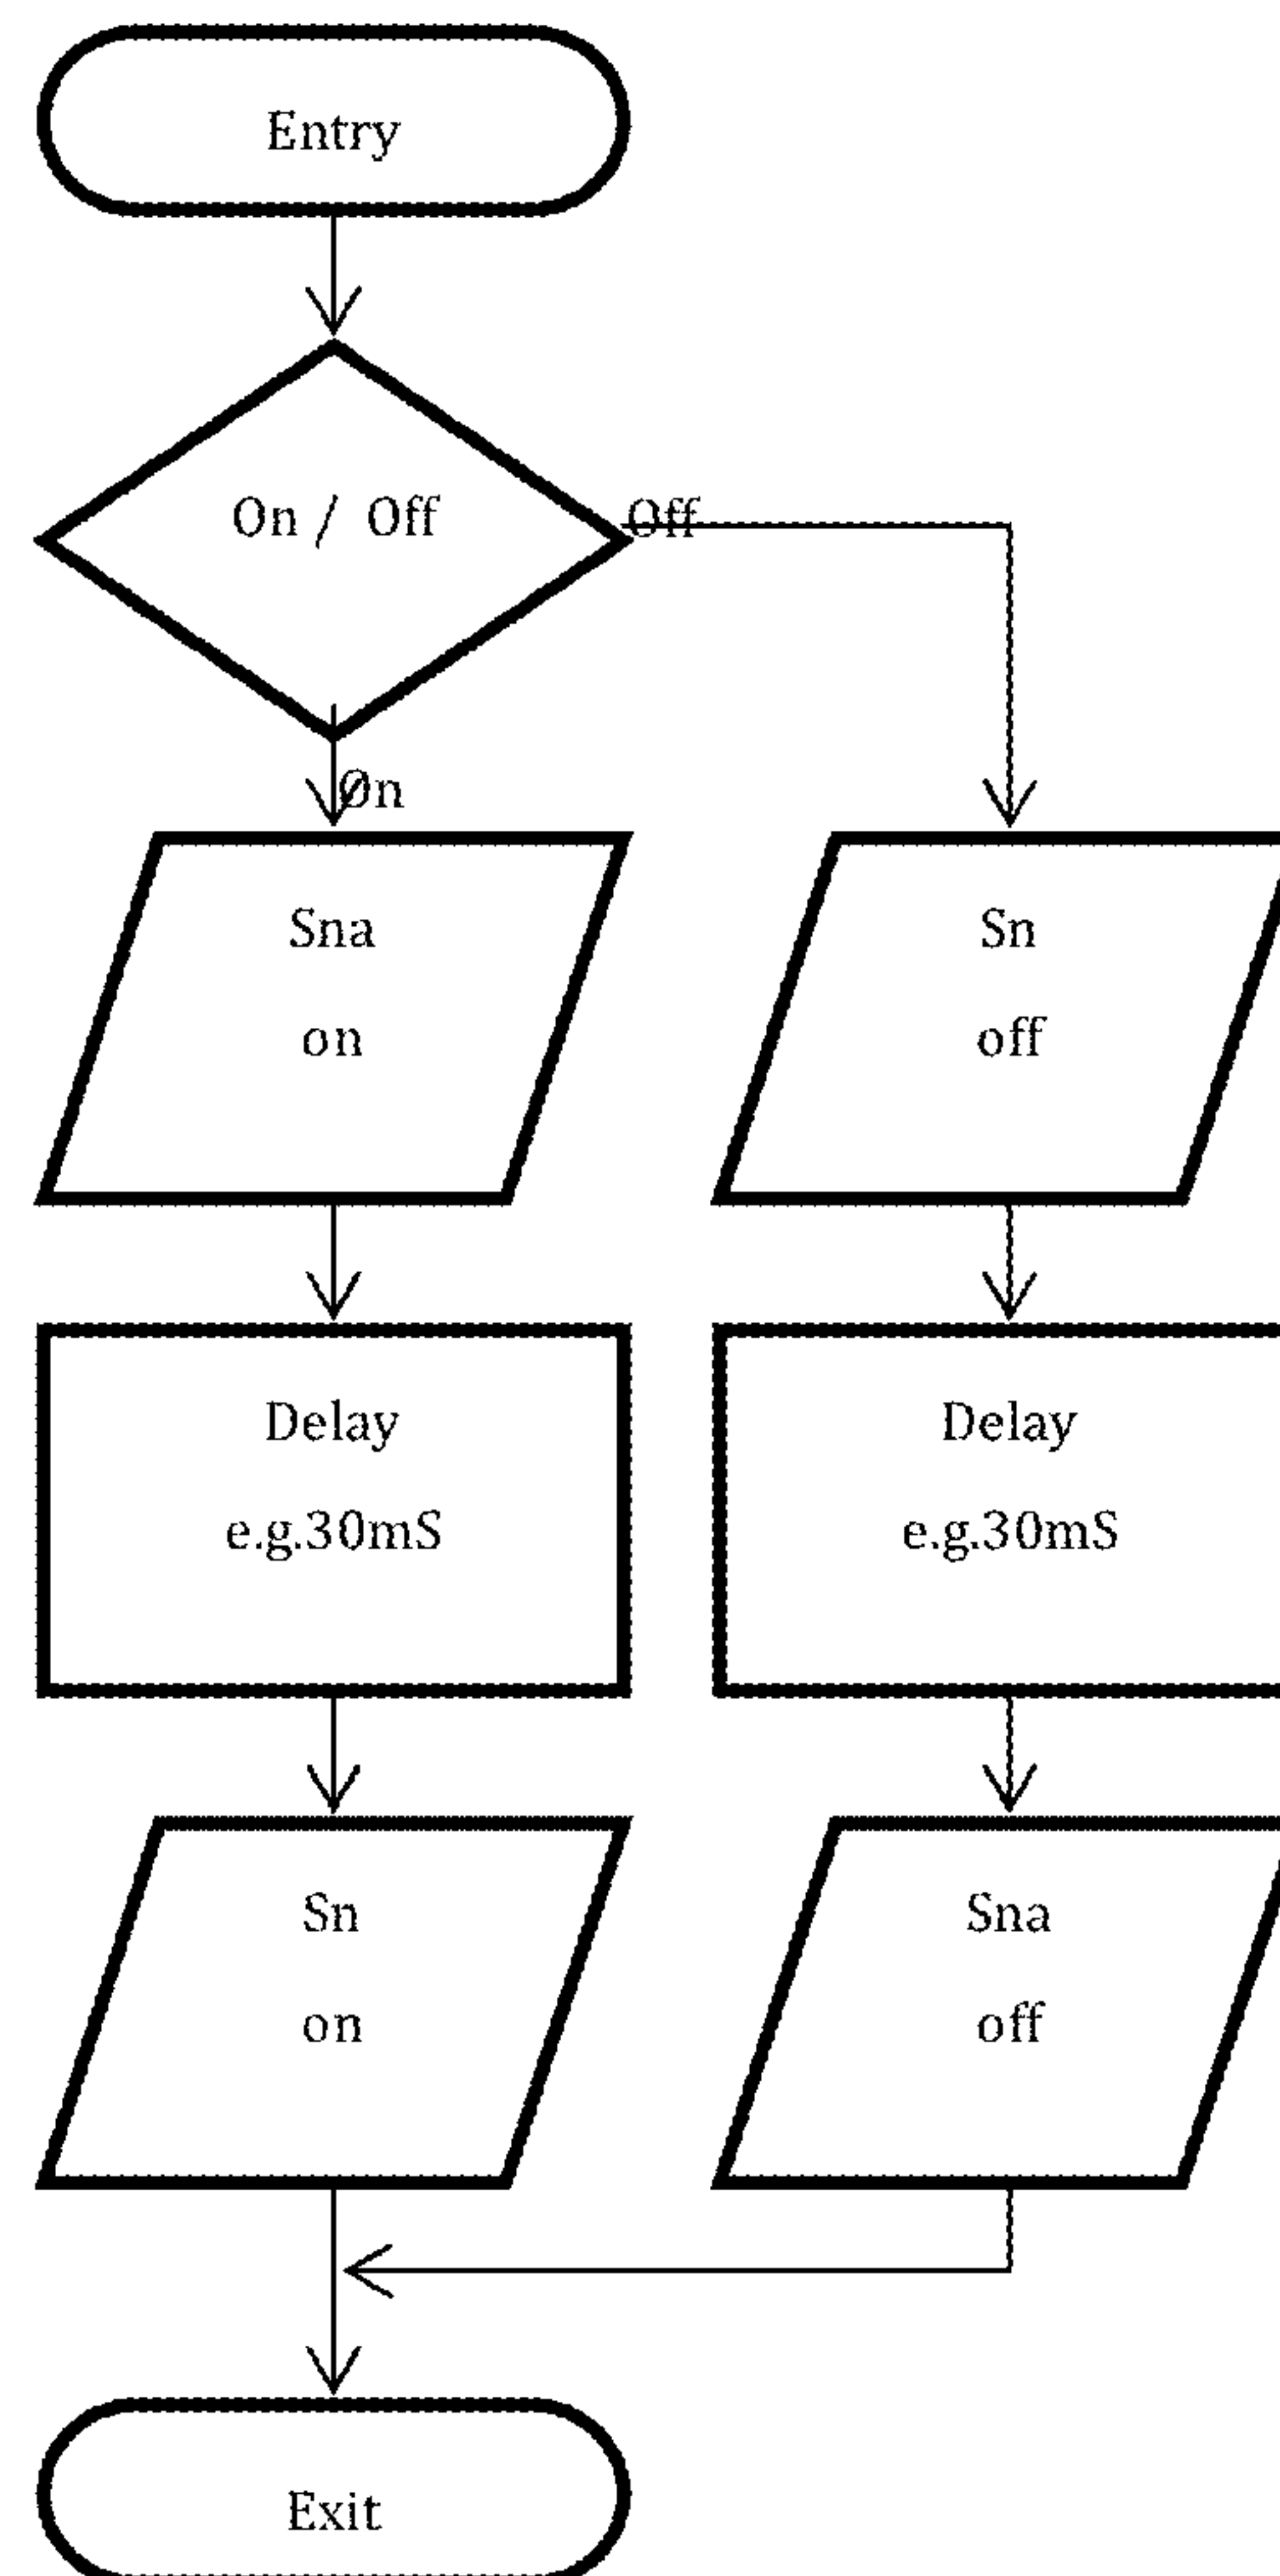 Entry
On / Off
Off
On
Sna
on
Sn
off
Delay
e.g.30mS
Delay
e.g.30mS
Sn
on
Sna
off
Exit